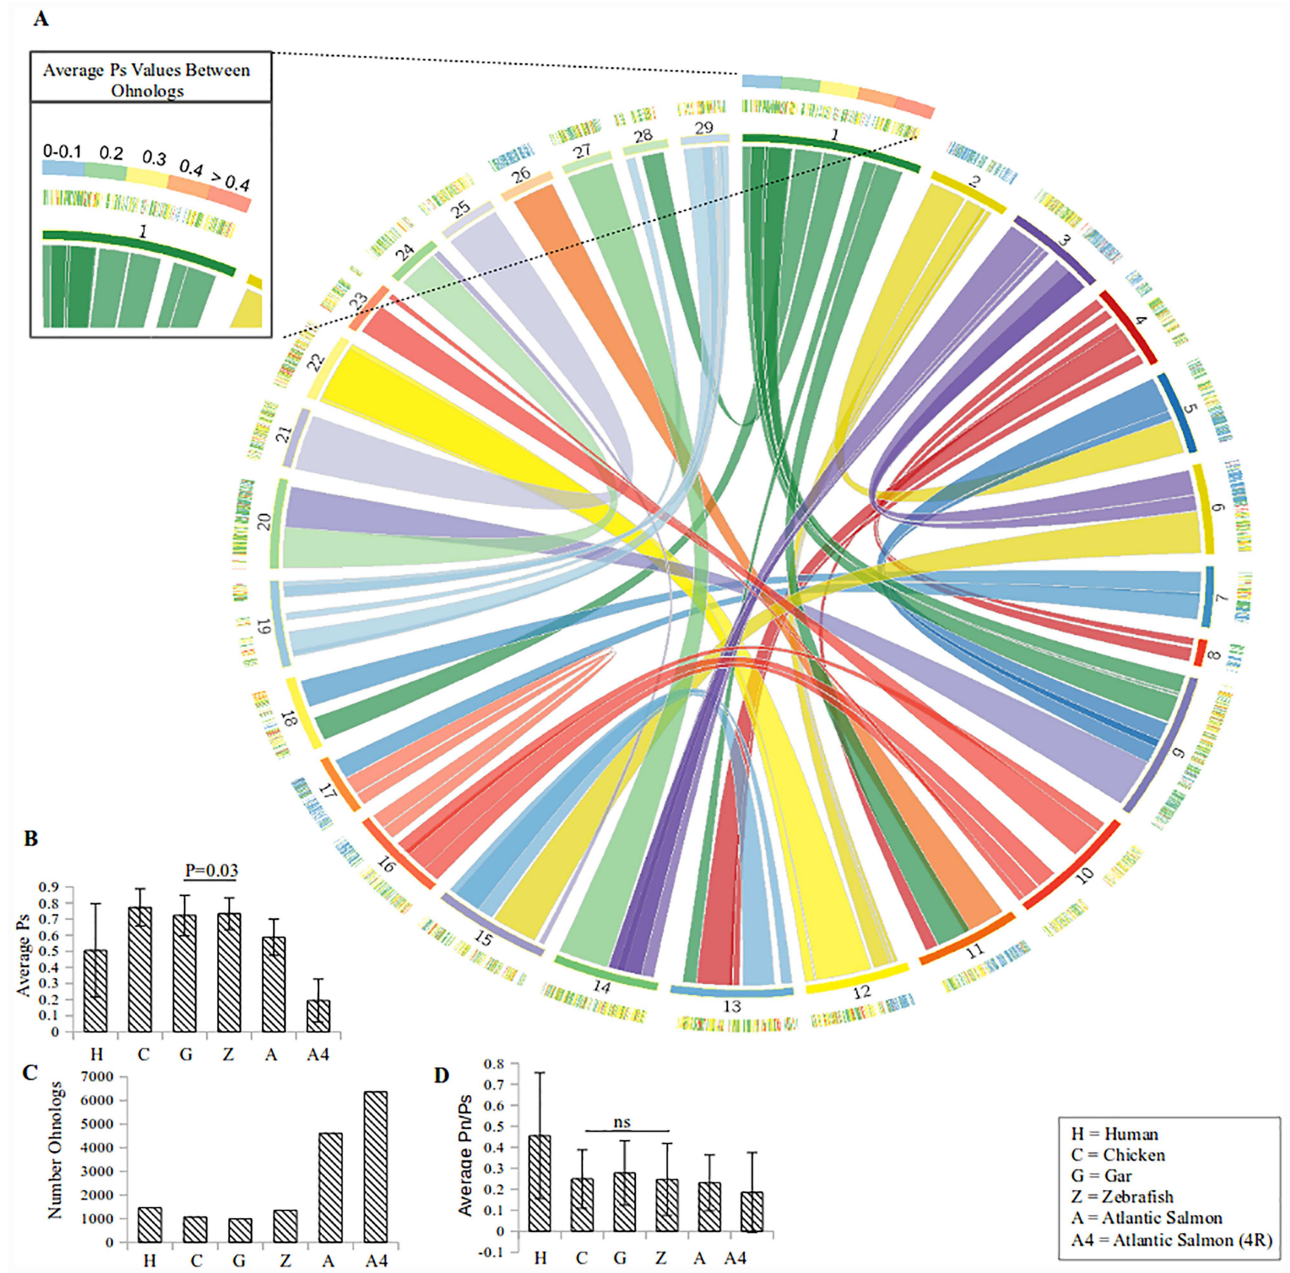 A
Average Ps Values Between
Ohnologs
0-0.1 0.2 0.3 0.4 > 0.4
1
1
2
3
4
5
6
7
8
9
10
11
12
13
14
15
16
17
18
19
20
21
22
23
24
25
26
27
28
29
B
P=0.03
Average Ps
0.9
0.8
0.7
0.6
0.5
0.4
0.3
0.2
0.1
0
H C G Z A A4
C
Number Ohnologs
7000
6000
5000
4000
3000
2000
1000
0
H C G Z A A4
D
ns
Average Pn/Ps
0.8
0.7
0.6
0.5
0.4
0.3
0.2
0.1
0
-0.1
H C G Z A A4
H = Human
C = Chicken
G = Gar
Z = Zebrafish
A = Atlantic Salmon
A4 = Atlantic Salmon (4R)